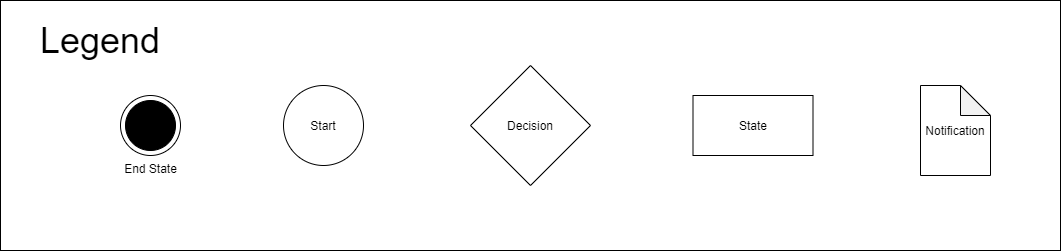 Legend
End State
Start
Decision
State
Notification